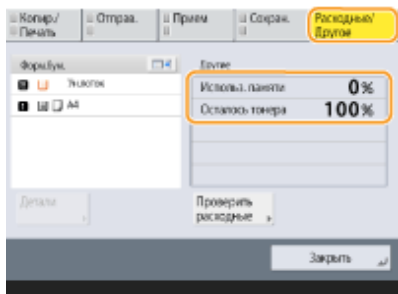 Копир./
Печать
Отправ.
Прием
Сохран.
Расходные/
Другое
Форм.бум.
Другие
Использ. памяти 0%
A4
Осталось тонера 100%
Детали
Проверить
расходные
Закрыть